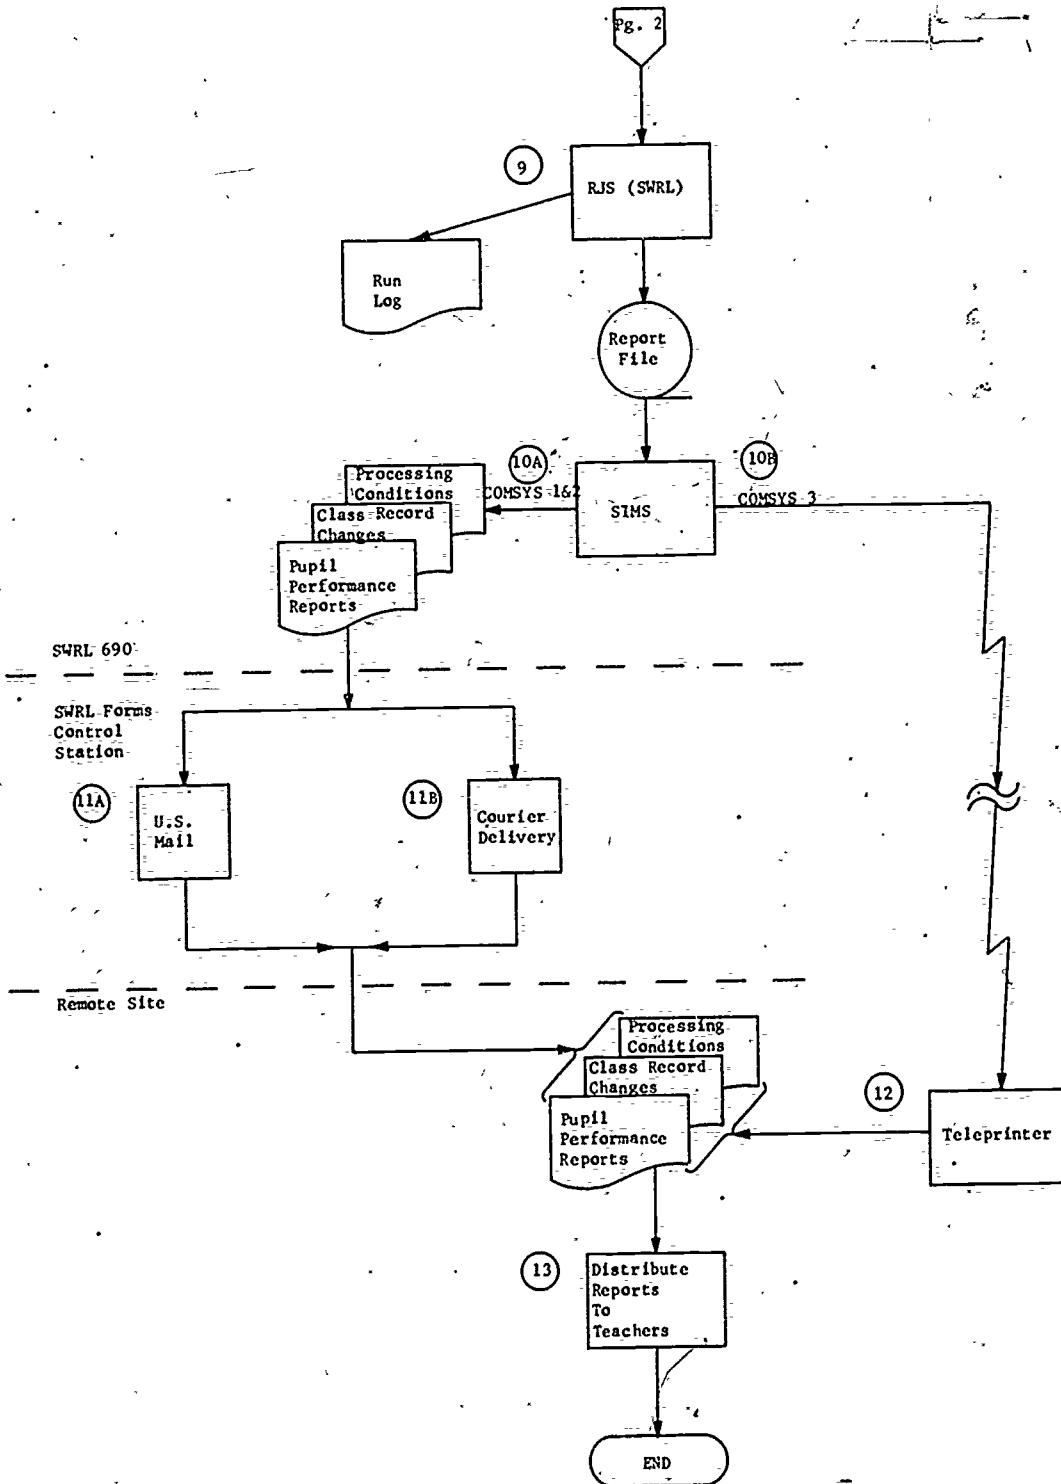 Pg. 2
9
RJS (SWRL)
Run
Log
Report
File
10A
10B
Processing
Conditions
COMSYS 1&2
SIMS
COMSYS 3
Class Record
Changes
Pupil
Performance
Reports
SWRL 690
SWRL Forms
Control
Station
11A
11B
U.S.
Mail
Courier
Delivery
Remote Site
Processing
Conditions
Class Record
Changes
12
Pupil
Performance
Reports
Teleprinter
13
Distribute
Reports
To
Teachers
END